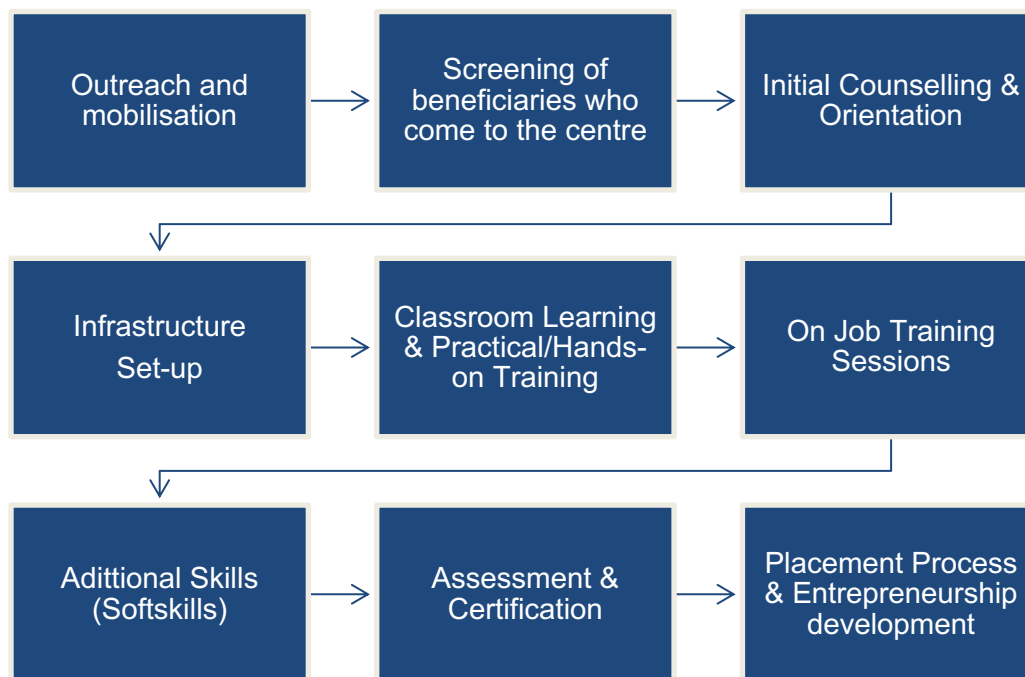 Outreach and
mobilisation
Screening of
beneficiaries who
come to the centre
Initial Counselling &
Orientation
Infrastructure
Set-up
Classroom Learning
& Practical/Hands-
on Training
On Job Training
Sessions
Adittional Skills
(Softskills)
Assessment &
Certification
Placement Process
& Entrepreneurship
development